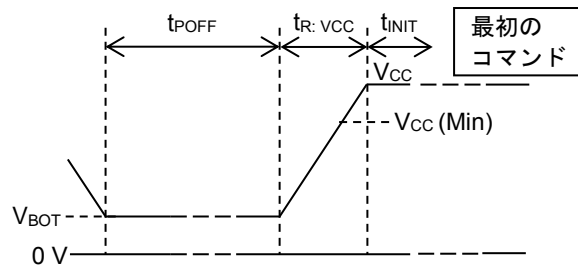 tPOFF
tR: VCC
tINIT
最初の
コマンド
VCC
VCC (Min)
VBOT
0 V